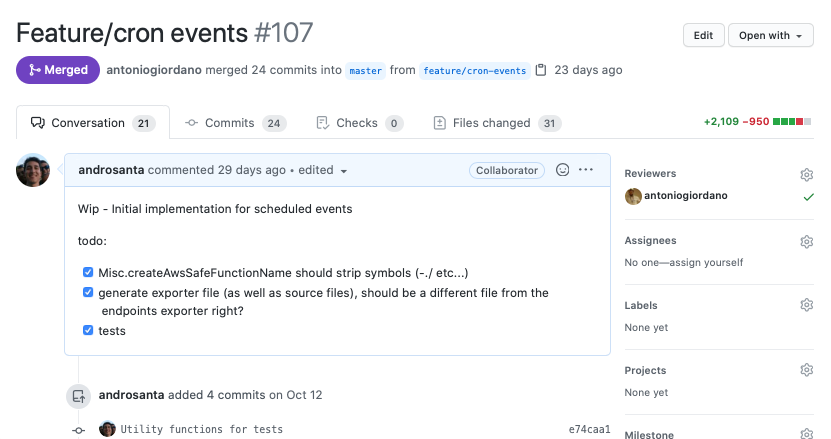 Feature/cron events #107
Edit
Open with
Merged
antoniogiordano merged 24 commits into master from feature/cron-events 23 days ago
Conversation 21
Commits 24
Checks 0
Files changed 31
+2,109 −950
androsanta commented 29 days ago • edited
Collaborator
Wip - Initial implementation for scheduled events
todo:
Misc.createAwsSafeFunctionName should strip symbols (-./ etc...)
generate exporter file (as well as source files), should be a different file from the
endpoints exporter right?
tests
androsanta added 4 commits on Oct 12
Utility functions for tests
e74caa1
Reviewers
antoniogiordano
Assignees
No one—assign yourself
Labels
None yet
Projects
None yet
Milestone